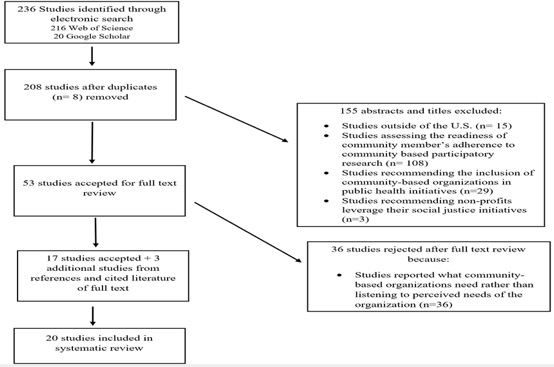 236 Studies identified through
electronic search
216 Web of Science
20 Google Scholar
208 studies after duplicates
(n= 8) removed
155 abstracts and titles excluded:
• Studies outside of the U.S. (n= 15)
• Studies assessing the readiness of
community member's adherence to
community based participatory
research (n= 108)
• Studies recommending the inclusion of
community-based organizations in
public health initiatives (n=29)
• Studies recommending non-profits
leverage their social justice initiatives
(n=3)
53 studies accepted for full text
review
36 studies rejected after full text review
because:
• Studies reported what community-
based organizations need rather than
listening to perceived needs of the
organization (n=36)
17 studies accepted + 3
additional studies from
references and cited literature
of full text
20 studies included in
systematic review